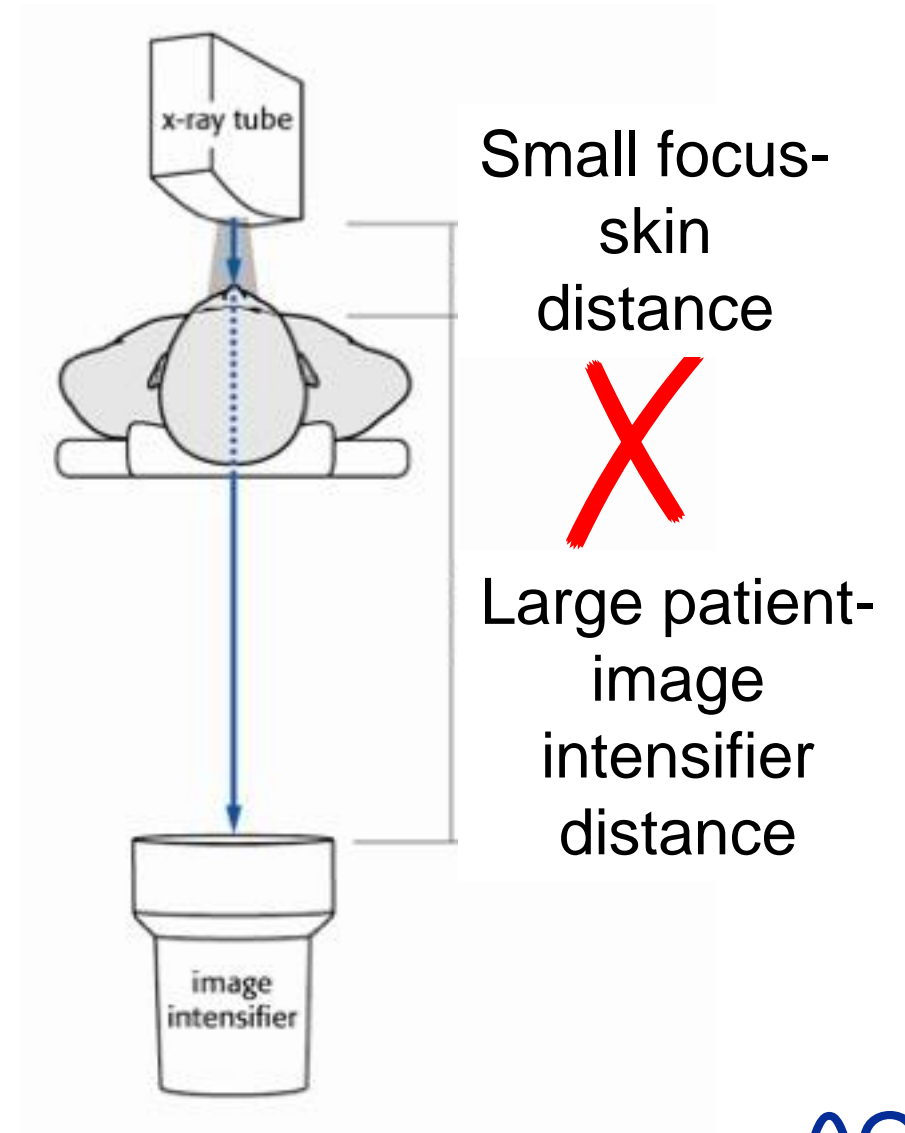 x-ray tube
Small focus-
skin
distance
Large patient-
image
intensifier
distance
image
intensifier